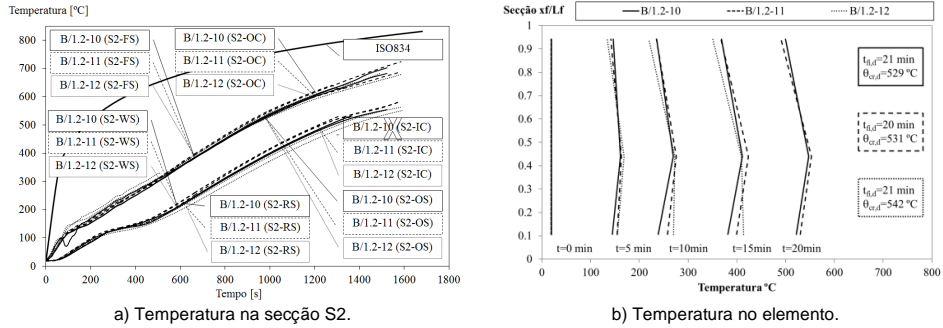 Temperatura [ºC]
800
700
600
500
400
300
200
100
0
0 200 400 600 800 1000 1200 1400 1600 1800
Tempo [s]
ISO834
B/1.2-10 (S2-FS)
B/1.2-11 (S2-FS)
B/1.2-12 (S2-FS)
B/1.2-10 (S2-OC)
B/1.2-11 (S2-OC)
B/1.2-12 (S2-OC)
B/1.2-10 (S2-WS)
B/1.2-11 (S2-WS)
B/1.2-12 (S2-WS)
B/1.2-10 (S2-IC)
B/1.2-11 (S2-IC)
B/1.2-12 (S2-IC)
B/1.2-10 (S2-RS)
B/1.2-11 (S2-RS)
B/1.2-12 (S2-RS)
B/1.2-10 (S2-OS)
B/1.2-11 (S2-OS)
B/1.2-12 (S2-OS)
a) Temperatura na secção S2.
Secção xf/Lf
B/1.2-10 B/1.2-11 B/1.2-12
1
0.9
0.8
0.7
0.6
0.5
0.4
0.3
0.2
0.1
0 100 200 300 400 500 600 700 800
t=0 min t=5 min t=10min t=15min t=20min
Temperatura ºC
tfi,d=21 min
θcr,d=529 ºC
tfi,d=20 min
θcr,d=531 ºC
tfi,d=21 min
θcr,d=542 ºC
b) Temperatura no elemento.